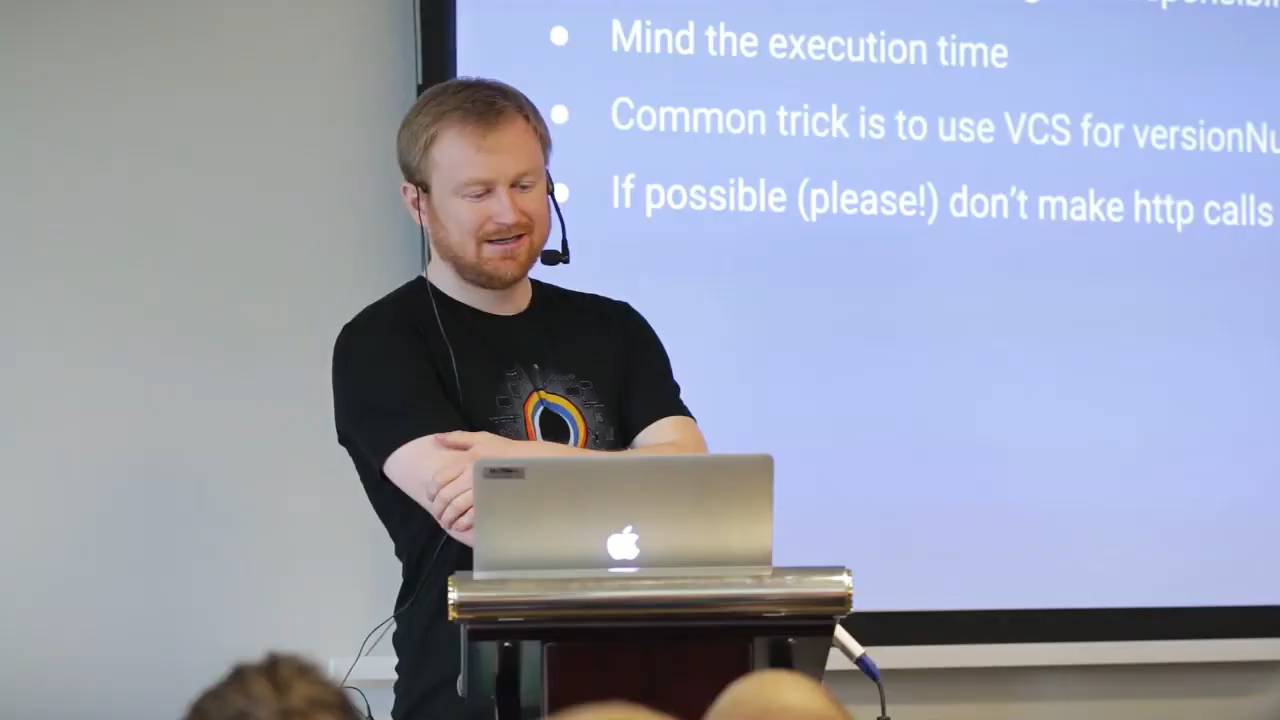 Mind the execution time
Common trick is to use VCS for versionNu
If possible (please!) don't make http calls